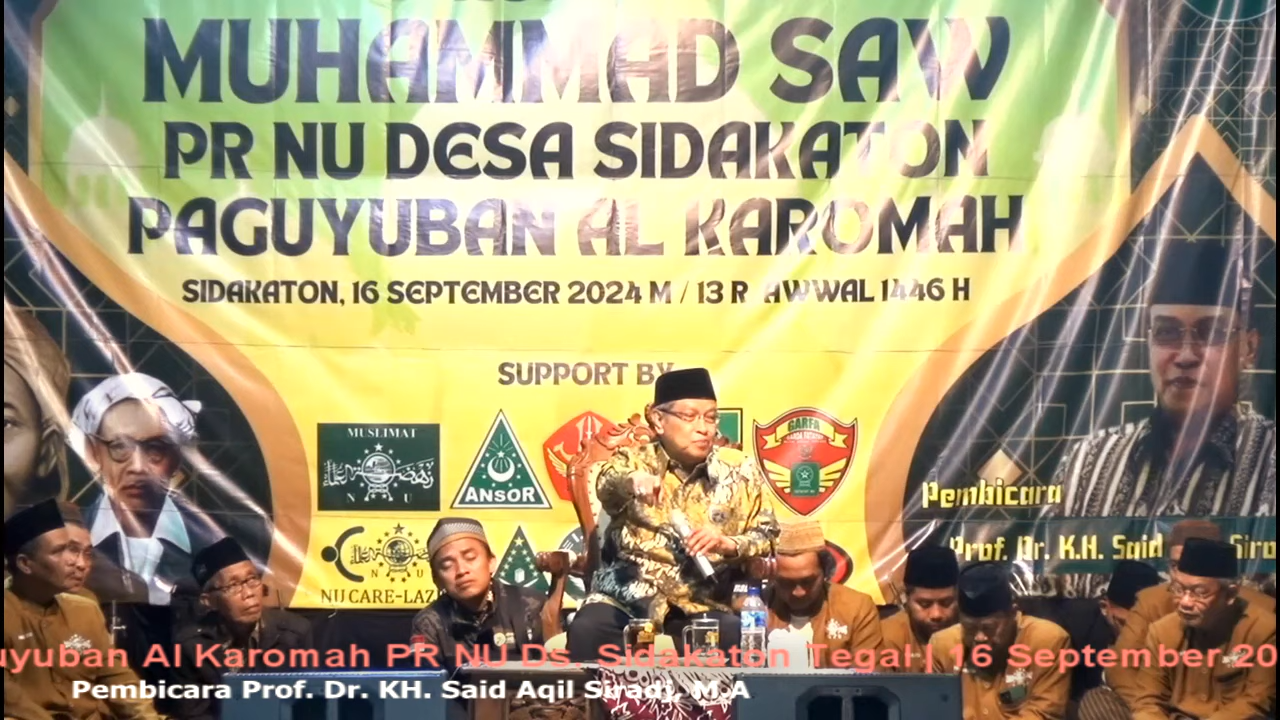 MUHAMMAD SAW
PR NU DESA SIDAKATON
PAGUYUBAN AL KAROMAH
SIDAKATON, 16 SEPTEMBER 2024 M / 13 R AWWAL 1446 H
SUPPORT BY
MUSLIMAT
N U
ANSOR
GARFA
N U
NU CARE-LAZ
Pembicara
Prof. Dr. K.H. Said Siro
uyuban Al Karomah PR NU Ds, Sidakaton Tegal | 16 September 20
Pembicara Prof. Dr. KH. Said Aqil Siradj, M.A